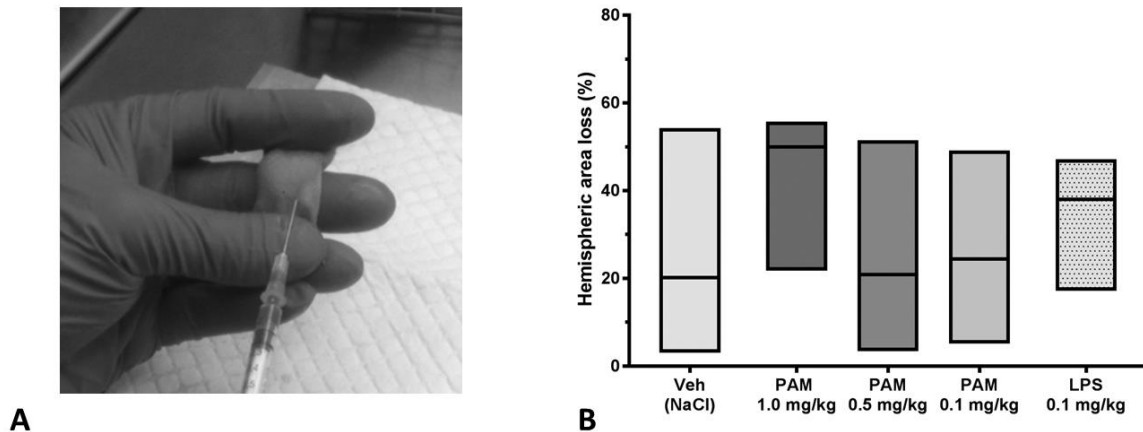 A
B
Hemispheric area loss (%)
80
60
40
20
0
Veh
(NaCl)
PAM
1.0 mg/kg
PAM
0.5 mg/kg
PAM
0.1 mg/kg
LPS
0.1 mg/kg